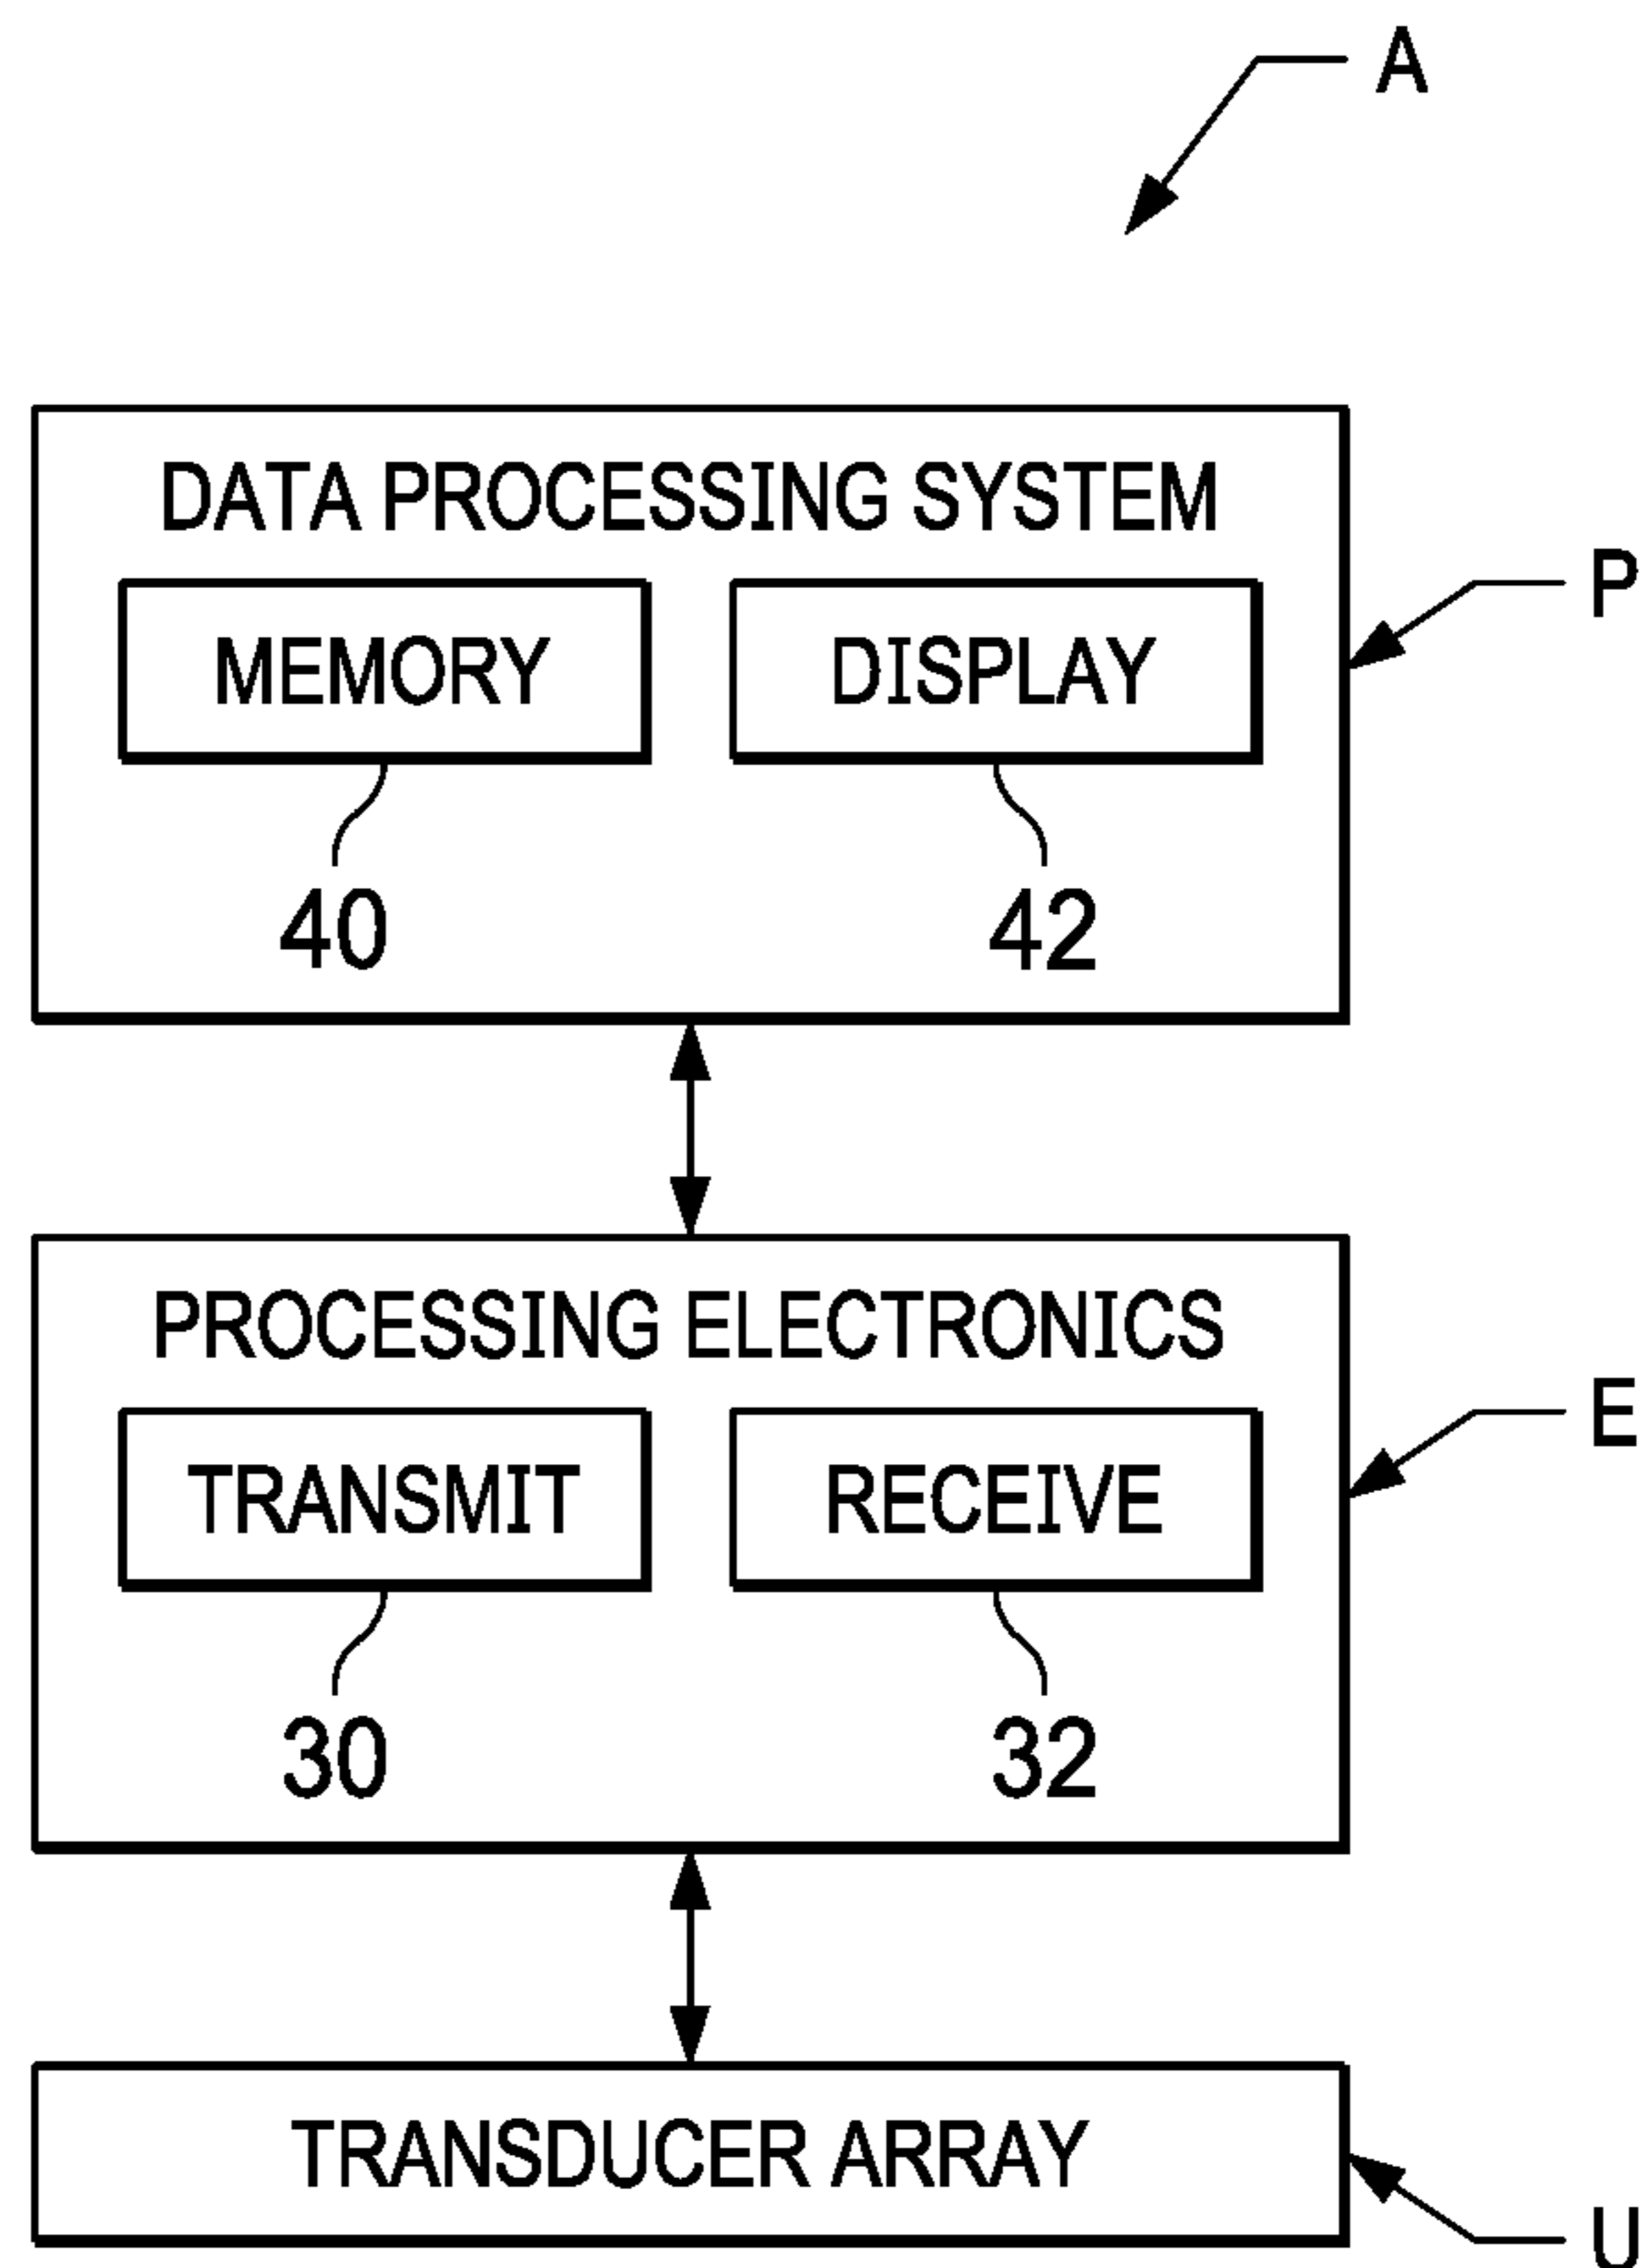 A
DATA PROCESSING SYSTEM
P
MEMORY DISPLAY
40 42
PROCESSING ELECTRONICS
E
TRANSMIT RECEIVE
30 32
TRANSDUCER ARRAY
U